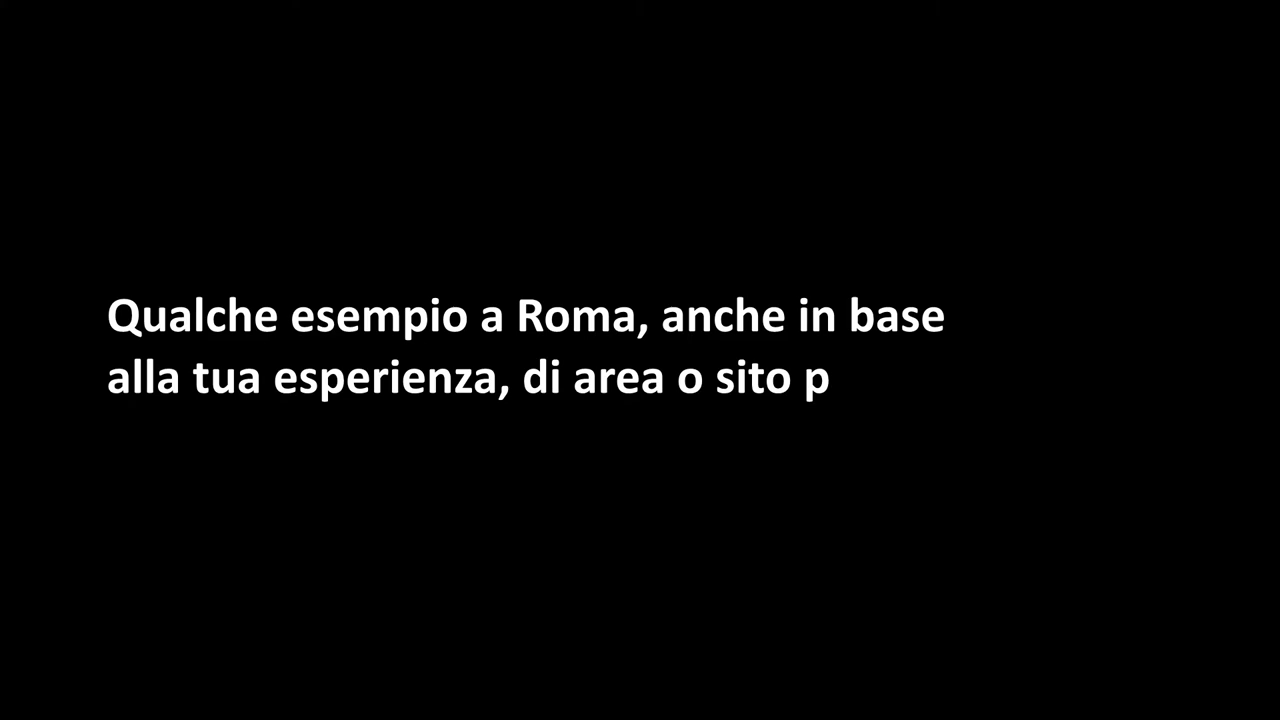 Qualche esempio a Roma, anche in base
alla tua esperienza, di area o sito p